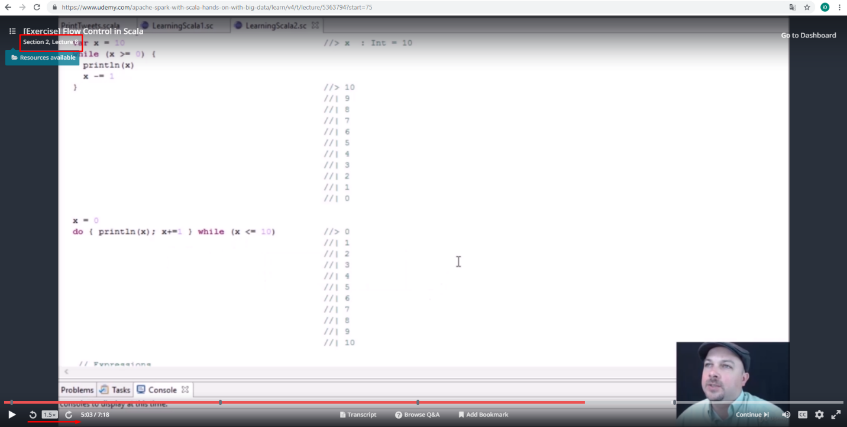 https://www.udemy.com/apache-spark-with-scala-hands-on-with-big-data/learn/v4/t/lecture/5363794?start=75
PrintTweets.scala LearningScala1.sc LearningScala2.sc
[Exercise] Flow Control in Scala
Go to Dashboard
Section 2, Lecture
Resources available
var x = 10 //> x : Int = 10
while (x >= 0) {
println(x)
x -= 1
} //> 10
//| 9
//| 8
//| 7
//| 6
//| 5
//| 4
//| 3
//| 2
//| 1
//| 0
x = 0
do { println(x); x+=1 } while (x <= 10) //> 0
//| 1
//| 2
//| 3
//| 4
//| 5
//| 6
//| 7
//| 8
//| 9
//| 10
// Expressions
Problems Tasks Console
consoles to display at this time.
1.5× 5:03 / 7:18 Transcript Browse Q&A Add Bookmark Continue